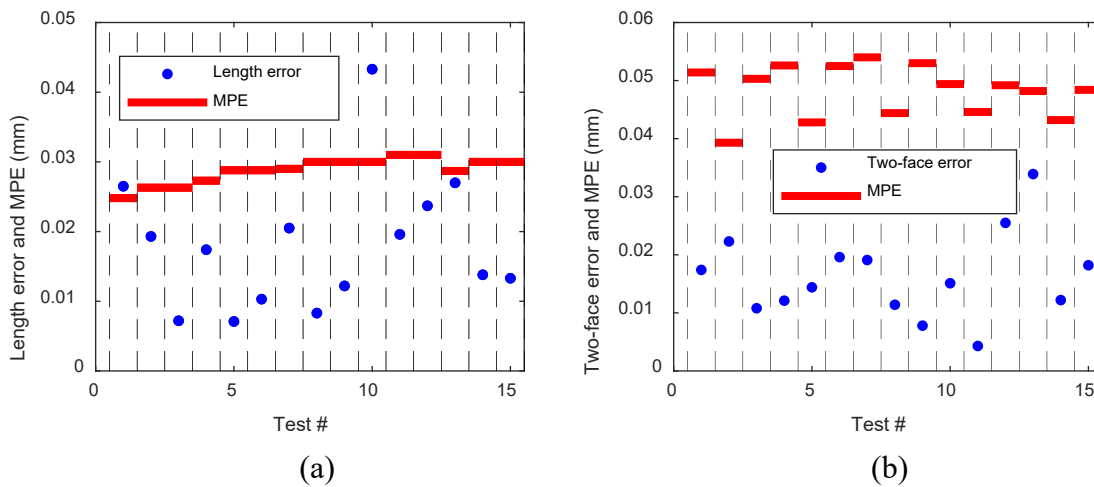 0.05
0.04
0.03
0.02
0.01
0
Length error and MPE (mm)
Length error
MPE
0 5 10 15
Test #
(a)
0.06
0.05
0.04
0.03
0.02
0.01
0
Two-face error and MPE (mm)
Two-face error
MPE
0 5 10 15
Test #
(b)